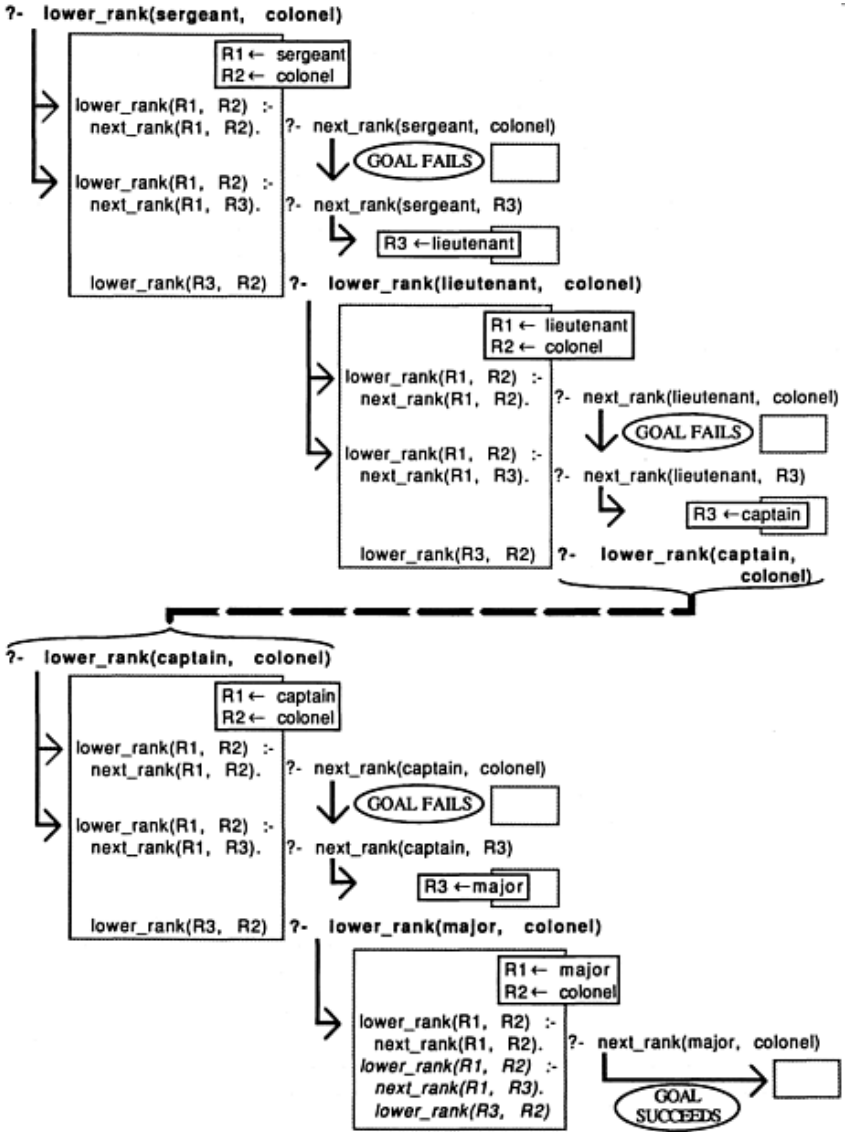 ?- lower_rank(sergeant, colonel)
R1 ← sergeant
R2 ← colonel
lower_rank(R1, R2) :-
next_rank(R1, R2).
?- next_rank(sergeant, colonel)
GOAL FAILS
lower_rank(R1, R2) :-
next_rank(R1, R3).
?- next_rank(sergeant, R3)
R3 ←lieutenant
lower_rank(R3, R2)
?- lower_rank(lieutenant, colonel)
R1 ← lieutenant
R2 ← colonel
lower_rank(R1, R2) :-
next_rank(R1, R2).
?- next_rank(lieutenant, colonel)
GOAL FAILS
lower_rank(R1, R2) :-
next_rank(R1, R3).
?- next_rank(lieutenant, R3)
R3 ←captain
lower_rank(R3, R2)
?- lower_rank(captain,
colonel)
?- lower_rank(captain, colonel)
R1 ← captain
R2 ← colonel
lower_rank(R1, R2) :-
next_rank(R1, R2).
?- next_rank(captain, colonel)
GOAL FAILS
lower_rank(R1, R2) :-
next_rank(R1, R3).
?- next_rank(captain, R3)
R3 ←major
lower_rank(R3, R2)
?- lower_rank(major, colonel)
R1 ← major
R2 ← colonel
lower_rank(R1, R2) :-
next_rank(R1, R2).
?- next_rank(major, colonel)
lower_rank(R1, R2) :-
next_rank(R1, R3).
lower_rank(R3, R2)
GOAL
SUCCEEDS